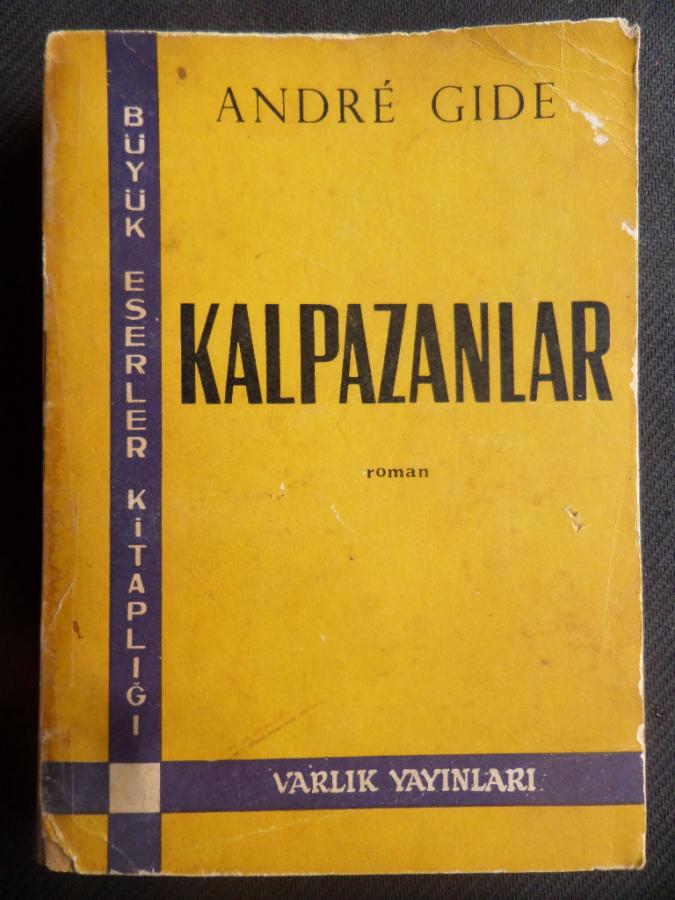 ANDRÉ GIDE
BÜYÜK ESERLER KİTAPLIĞI
KALPAZANLAR
roman
VARLIK YAYINLARI